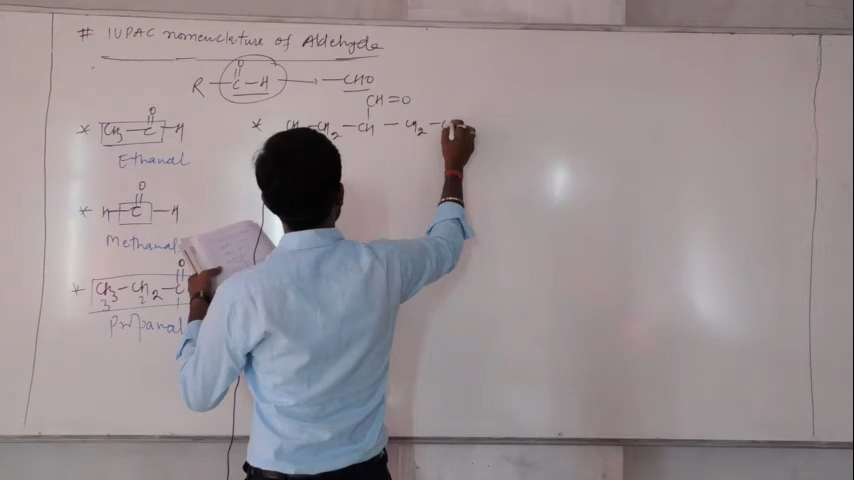 # IUPAC nomenclature of Aldehyde
O
R — C — H → — CHO
CH = O
* CH3 — C — H
O
Ethanal
* CH — CH2 — CH — CH2 — C
O
* H — C — H
Methanal
O
* CH3 — CH2 — C
3 2 1
Propanal